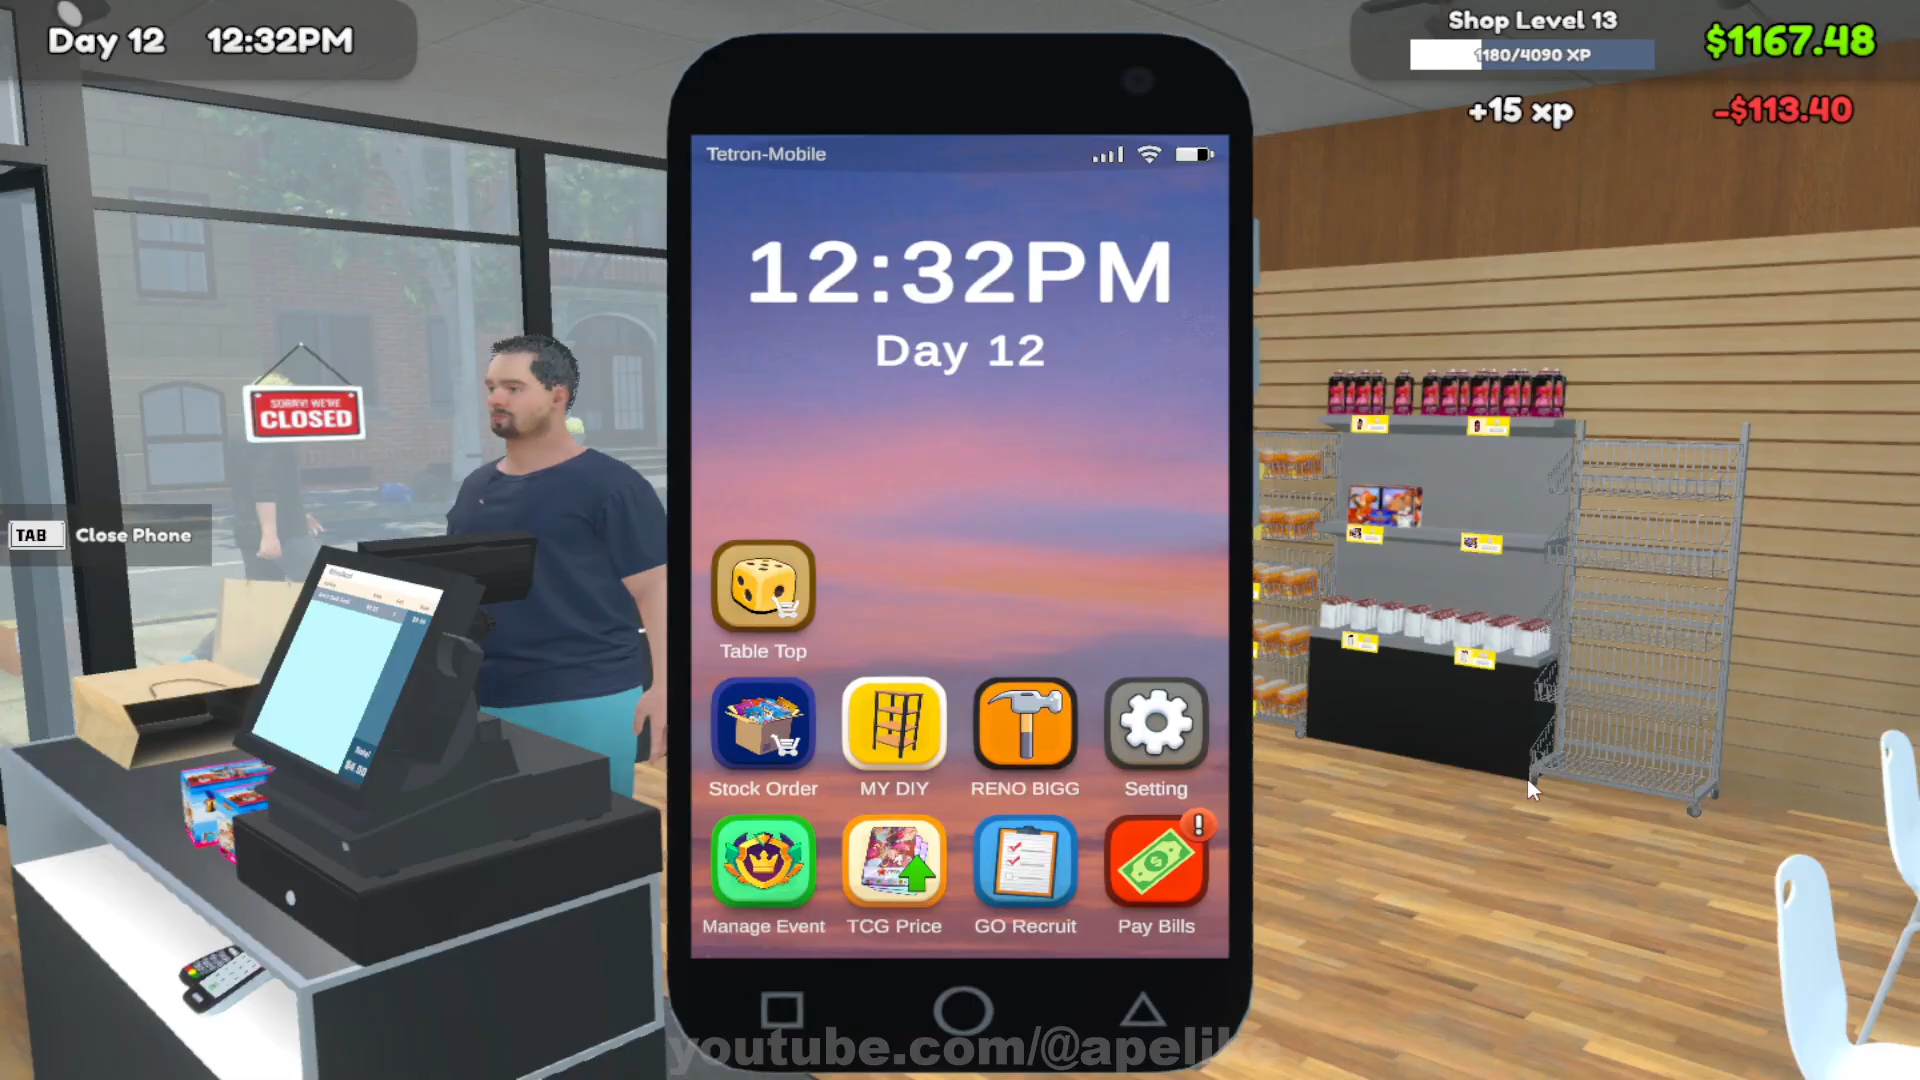 Day 12 12:32PM
Shop Level 13
1180/4090 XP
$1167.48
+15 xp
-$113.40
Tetron-Mobile
12:32PM
Day 12
SORRY! WE'RE
CLOSED
TAB Close Phone
Table Top
Stock Order
MY DIY
RENO BIGG
Setting
Manage Event
TCG Price
GO Recruit
Pay Bills
youtube.com/@apelike